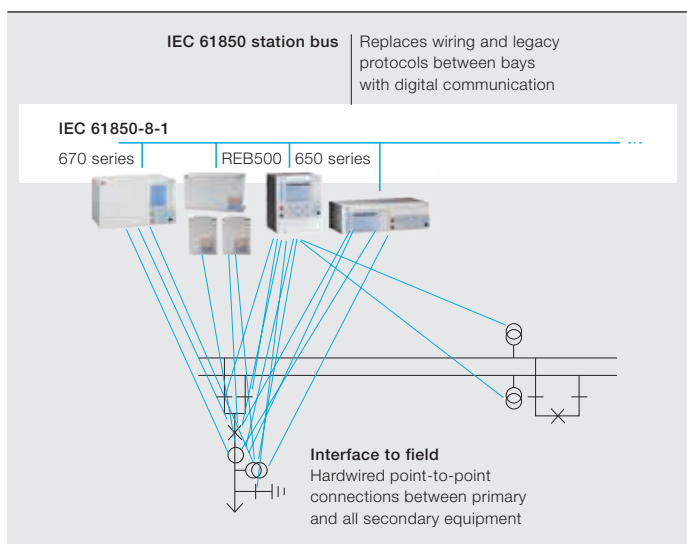 IEC 61850 station bus
Replaces wiring and legacy
protocols between bays
with digital communication
IEC 61850-8-1
670 series
REB500
650 series
Interface to field
Hardwired point-to-point
connections between primary
and all secondary equipment